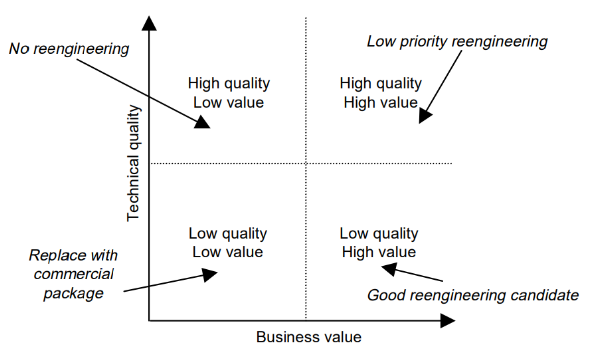 No reengineering
Low priority reengineering
High quality
Low value
High quality
High value
Technical quality
Low quality
Low value
Low quality
High value
Replace with
commercial
package
Good reengineering candidate
Business value